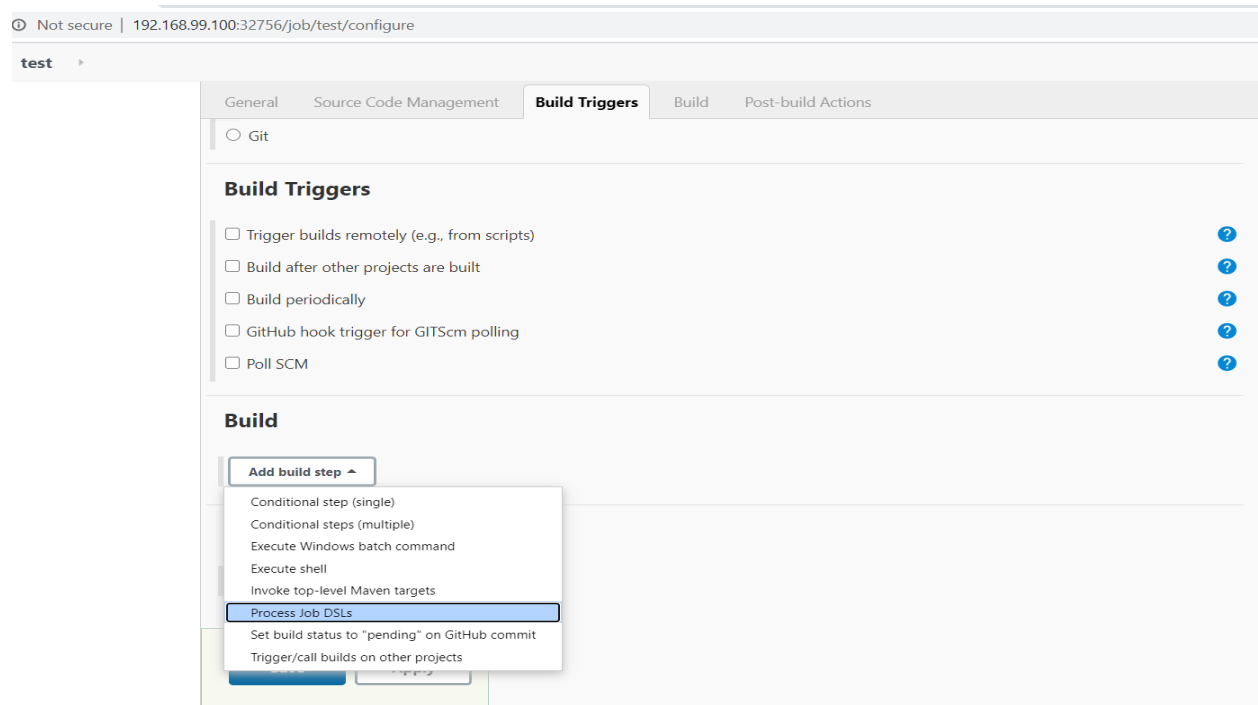 Not secure | 192.168.99.100:32756/job/test/configure
test
General Source Code Management Build Triggers Build Post-build Actions
Git
Build Triggers
Trigger builds remotely (e.g., from scripts) ?
Build after other projects are built ?
Build periodically ?
GitHub hook trigger for GITScm polling ?
Poll SCM ?
Build
Add build step
Conditional step (single)
Conditional steps (multiple)
Execute Windows batch command
Execute shell
Invoke top-level Maven targets
Process Job DSLs
Set build status to "pending" on GitHub commit
Trigger/call builds on other projects